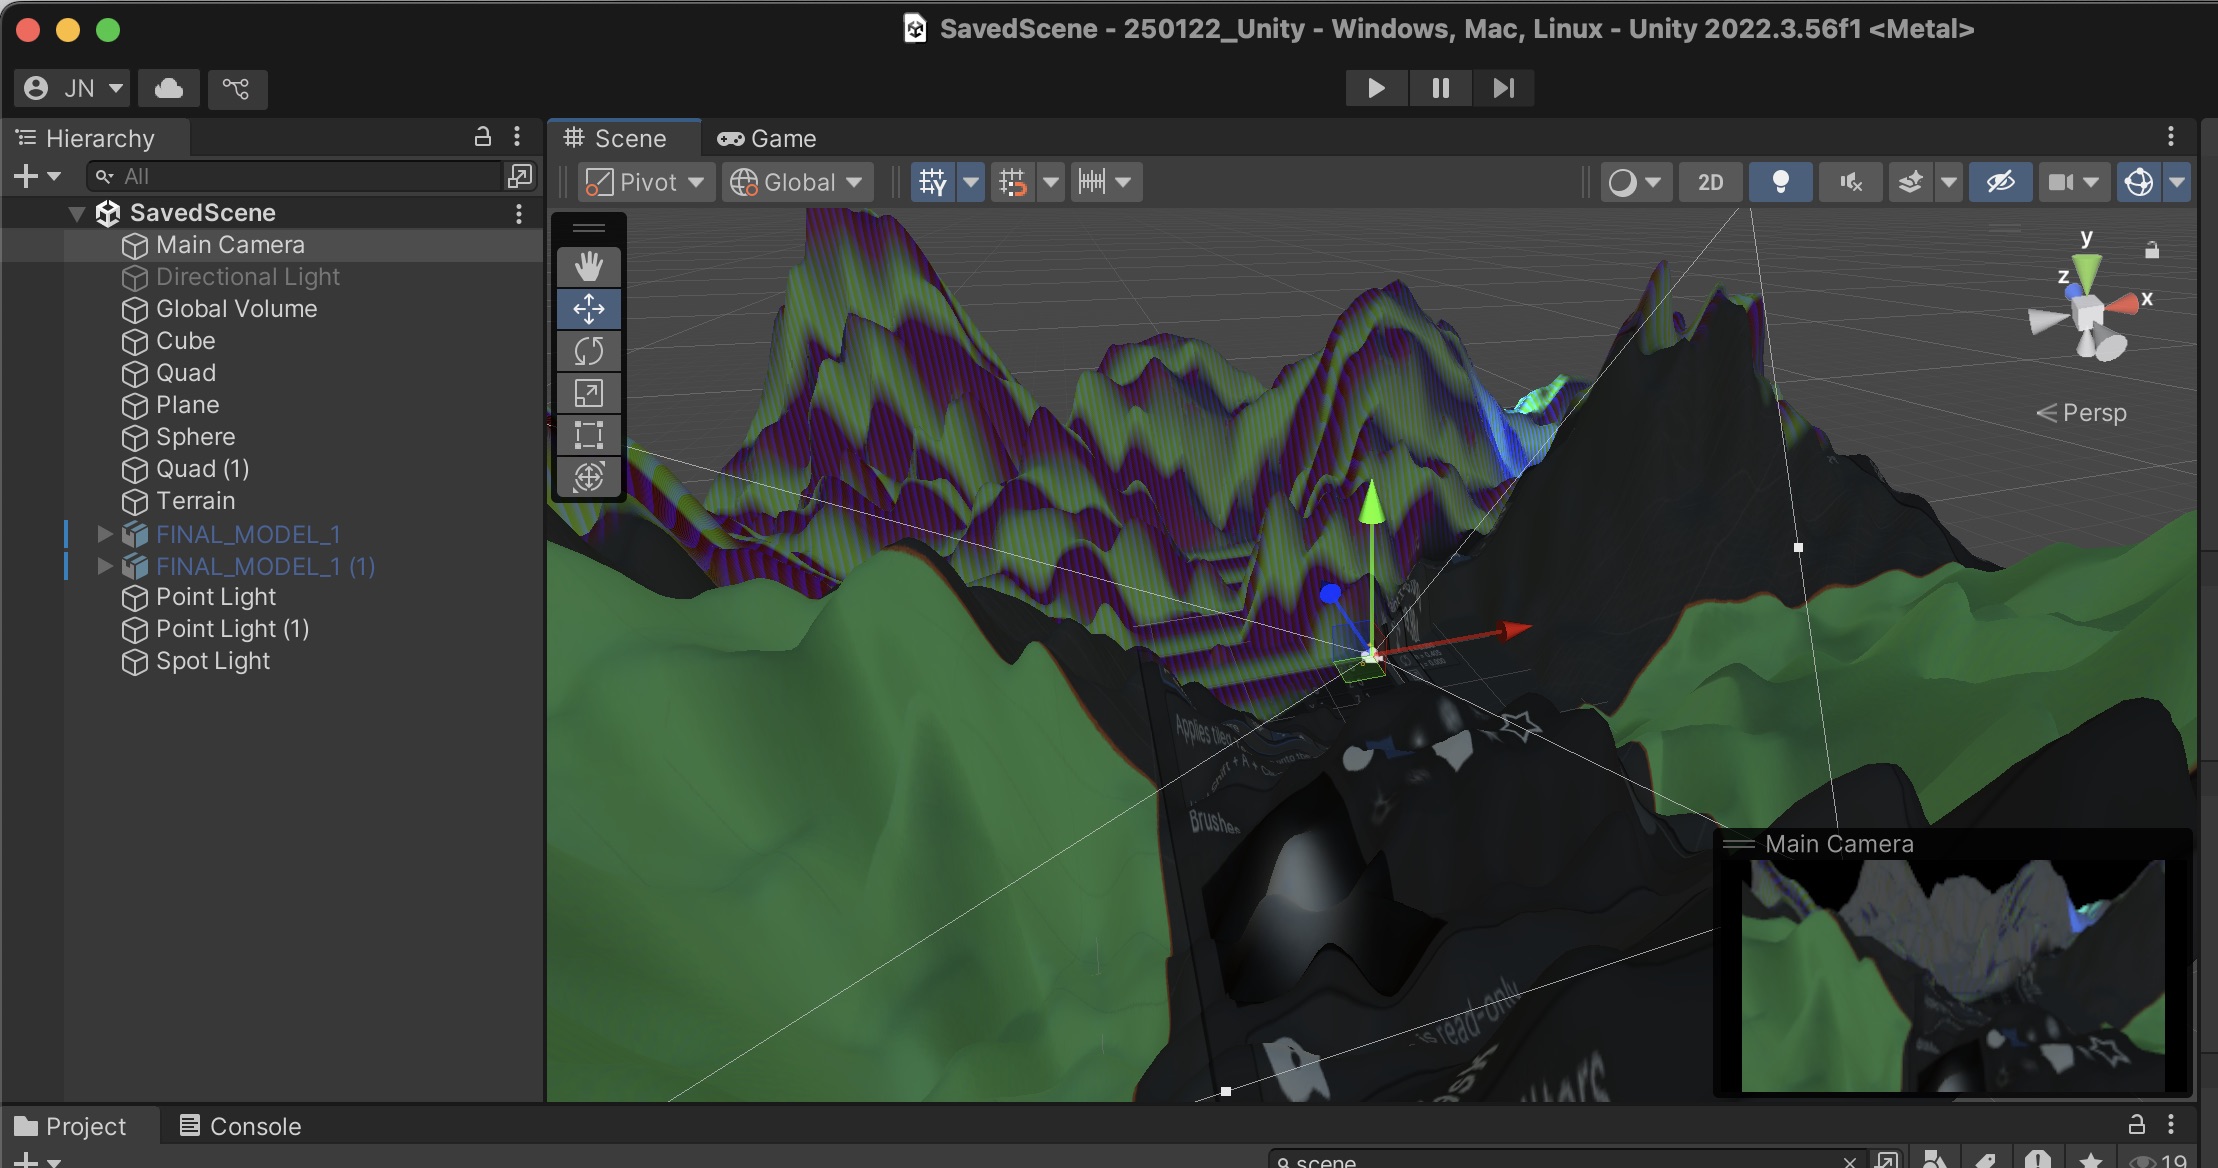 SavedScene - 250122_Unity - Windows, Mac, Linux - Unity 2022.3.56f1 <Metal>
JN
Hierarchy
Scene
Game
All
Pivot
Global
2D
SavedScene
Main Camera
Directional Light
Global Volume
Cube
Quad
Plane
Sphere
Quad (1)
Terrain
FINAL_MODEL_1
FINAL_MODEL_1 (1)
Point Light
Point Light (1)
Spot Light
y
z
x
Persp
Applies tiled
Shift + A +
Brushes
is read-only
Main Camera
Project
Console
scene
19